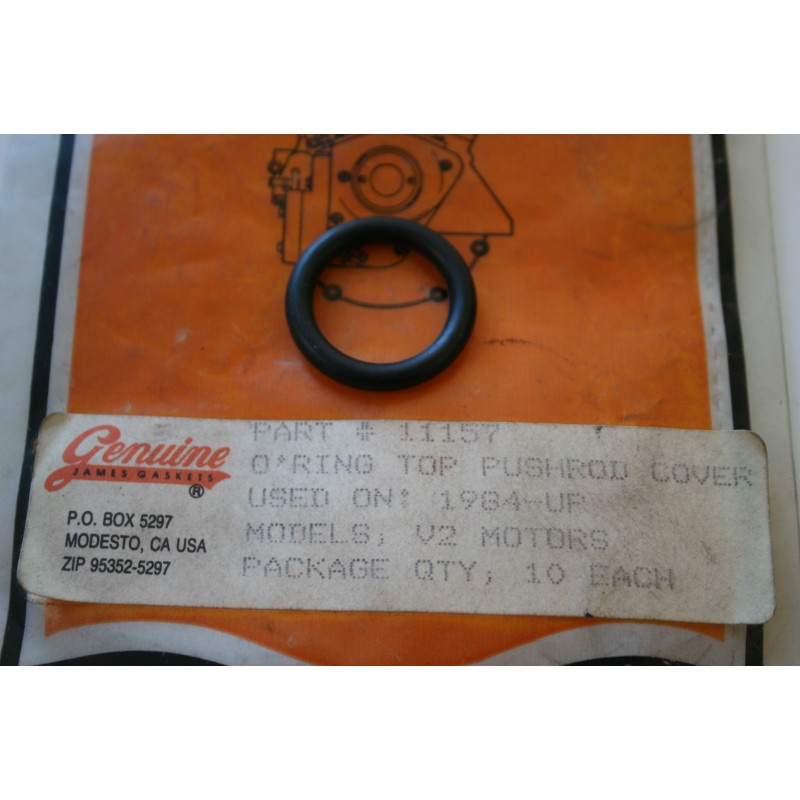 Genuine
JAMES GASKETS
®
P.O. BOX 5297
MODESTO, CA USA
ZIP 95352-5297
PART # 11157
O'RING TOP PUSHROD COVER
USED ON: 1984-UP
MODELS; V2 MOTORS
PACKAGE QTY; 10 EACH